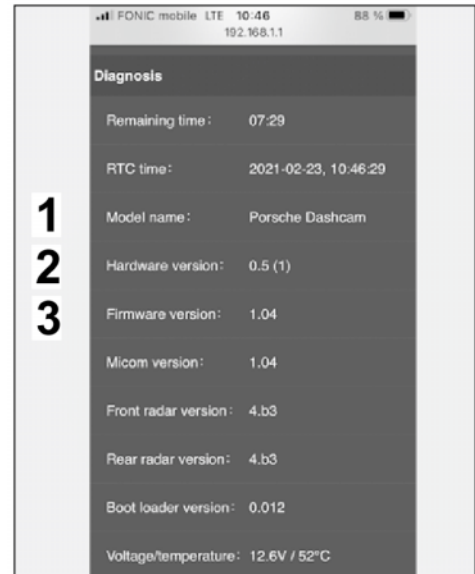 FONIC mobile LTE 10:46 88 %
192.168.1.1
Diagnosis
Remaining time: 07:29
RTC time: 2021-02-23, 10:46:29
1 Model name: Porsche Dashcam
2 Hardware version: 0.5 (1)
3 Firmware version: 1.04
Micom version: 1.04
Front radar version: 4.b3
Rear radar version: 4.b3
Boot loader version: 0.012
Voltage/temperature: 12.6V / 52°C